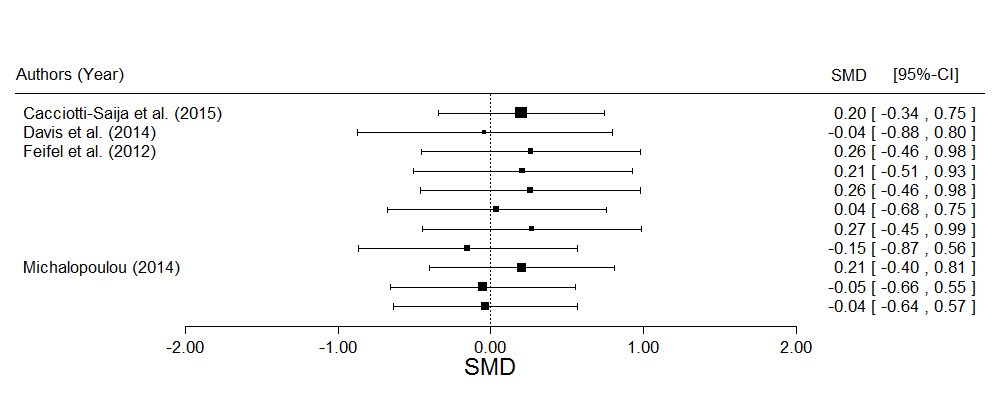 Authors (Year) SMD [95%-CI]
Cacciotti-Saija et al. (2015) 0.20 [ -0.34 , 0.75 ]
Davis et al. (2014) -0.04 [ -0.88 , 0.80 ]
Feifel et al. (2012) 0.26 [ -0.46 , 0.98 ]
0.21 [ -0.51 , 0.93 ]
0.26 [ -0.46 , 0.98 ]
0.04 [ -0.68 , 0.75 ]
0.27 [ -0.45 , 0.99 ]
-0.15 [ -0.87 , 0.56 ]
Michalopoulou (2014) 0.21 [ -0.40 , 0.81 ]
-0.05 [ -0.66 , 0.55 ]
-0.04 [ -0.64 , 0.57 ]
-2.00 -1.00 0.00 1.00 2.00
SMD